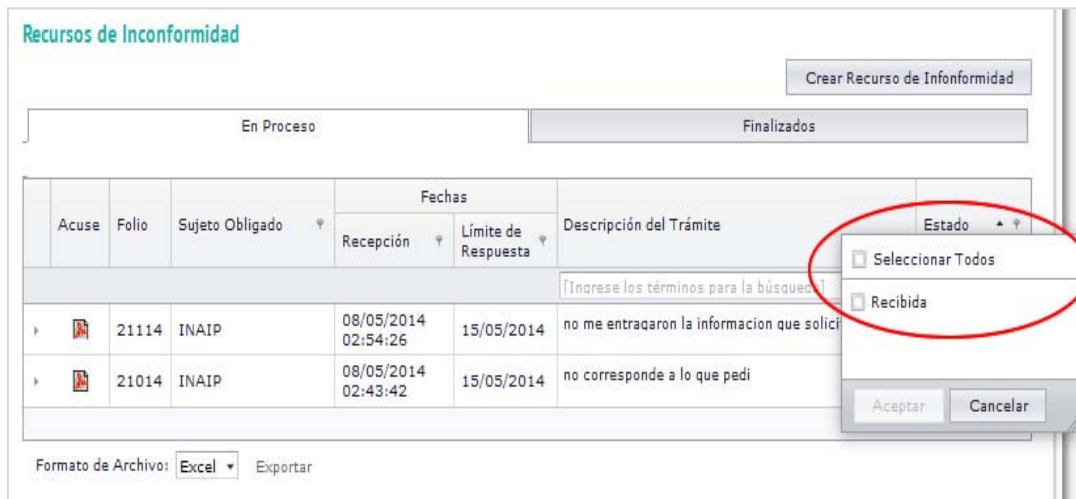 Recursos de Inconformidad
Crear Recurso de Infonformidad
En Proceso
Finalizados
Acuse
Folio
Sujeto Obligado
Fechas
Recepción
Límite de
Respuesta
Descripción del Trámite
Estado
[Ingrese los términos para la búsqueda]
Seleccionar Todos
Recibida
Aceptar
Cancelar
21114 INAIP 08/05/2014 02:54:26 15/05/2014 no me entragaron la informacion que solici
21014 INAIP 08/05/2014 02:43:42 15/05/2014 no corresponde a lo que pedi
Formato de Archivo: Excel Exportar